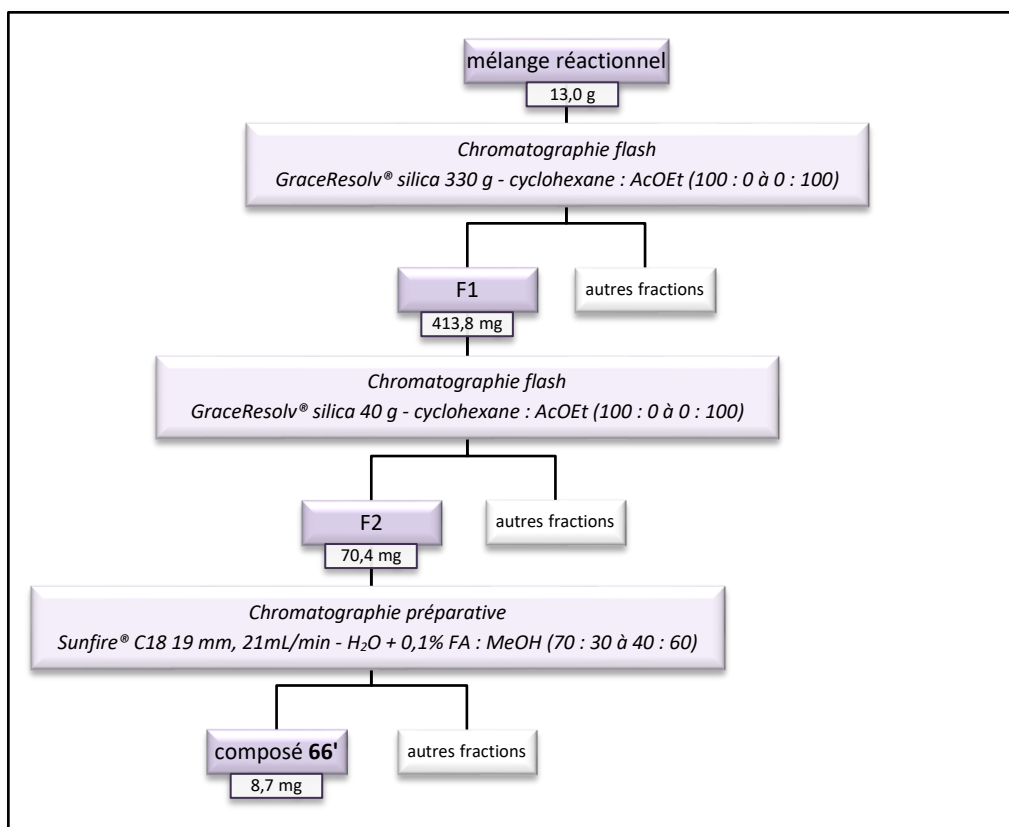 mélange réactionnel
13,0 g
Chromatographie flash
GraceResolv® silica 330 g - cyclohexane : AcOEt (100 : 0 à 0 : 100)
F1
autres fractions
413,8 mg
Chromatographie flash
GraceResolv® silica 40 g - cyclohexane : AcOEt (100 : 0 à 0 : 100)
F2
autres fractions
70,4 mg
Chromatographie préparative
Sunfire® C18 19 mm, 21mL/min - H₂O + 0,1% FA : MeOH (70 : 30 à 40 : 60)
composé 66'
autres fractions
8,7 mg